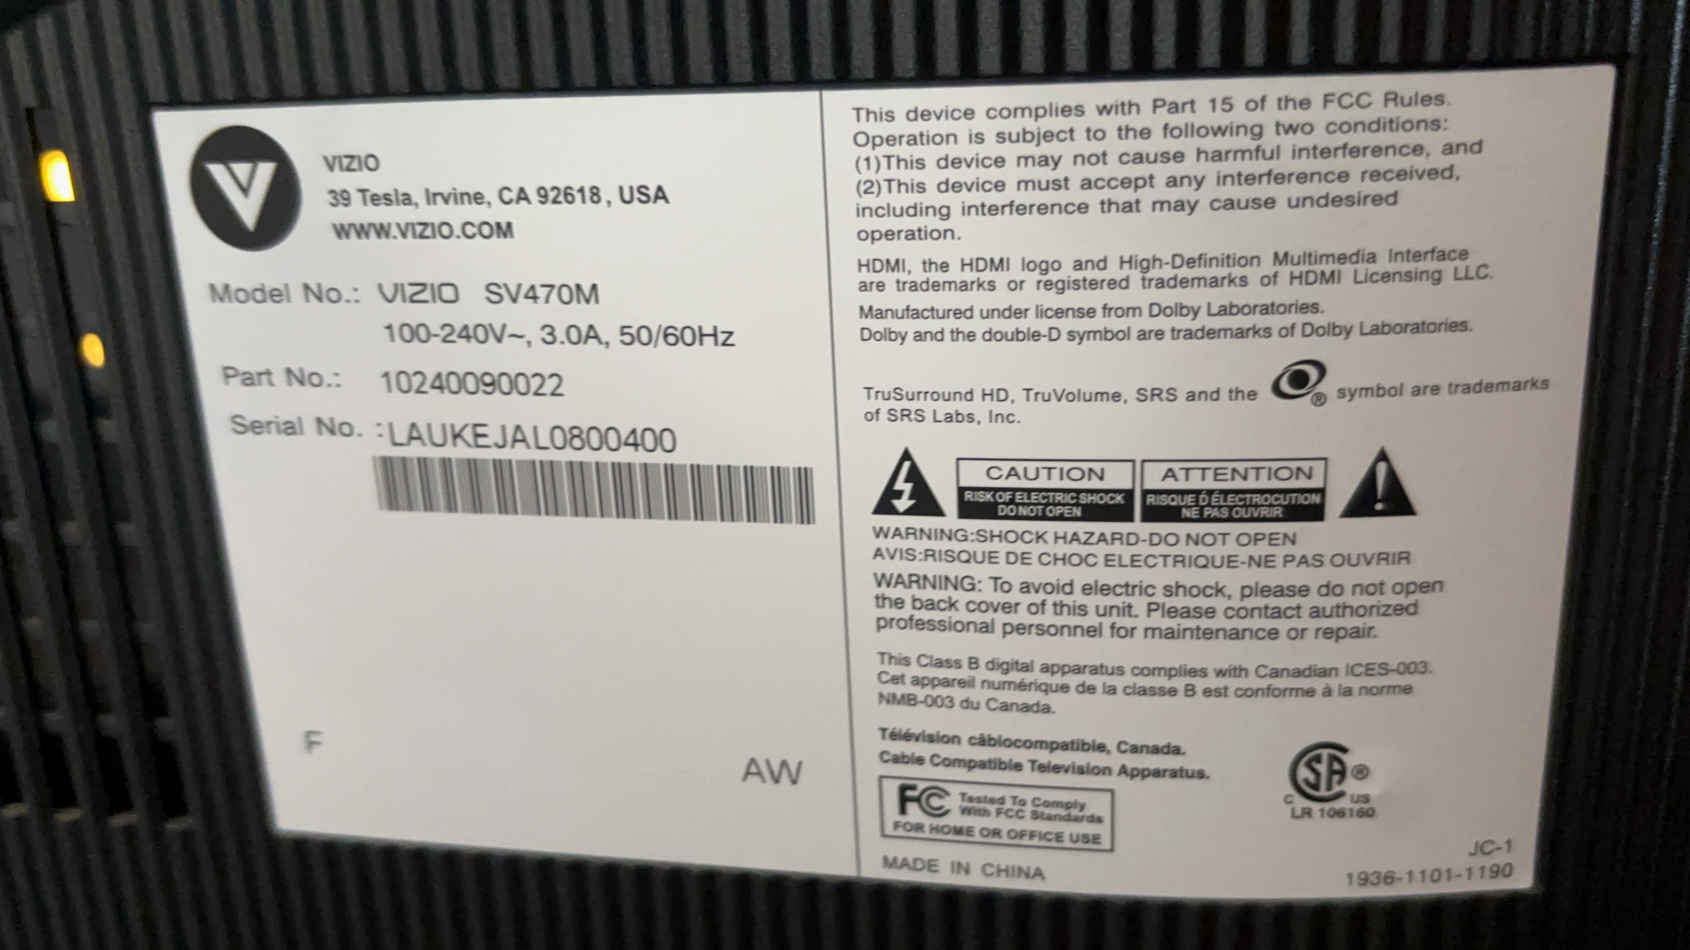 VIZIO
39 Tesla, Irvine, CA 92618, USA
WWW.VIZIO.COM
Model No.: VIZIO SV470M
100-240V~, 3.0A, 50/60Hz
Part No.: 10240090022
Serial No. :LAUKEJAL0800400
F
AW
This device complies with Part 15 of the FCC Rules.
Operation is subject to the following two conditions:
(1)This device may not cause harmful interference, and
(2)This device must accept any interference received,
including interference that may cause undesired
operation.
HDMI, the HDMI logo and High-Definition Multimedia Interface
are trademarks or registered trademarks of HDMI Licensing LLC.
Manufactured under license from Dolby Laboratories.
Dolby and the double-D symbol are trademarks of Dolby Laboratories.
TruSurround HD, TruVolume, SRS and the ® symbol are trademarks
of SRS Labs, Inc.
CAUTION
RISK OF ELECTRIC SHOCK
DO NOT OPEN
ATTENTION
RISQUE D ÉLECTROCUTION
NE PAS OUVRIR
WARNING:SHOCK HAZARD-DO NOT OPEN
AVIS:RISQUE DE CHOC ELECTRIQUE-NE PAS OUVRIR
WARNING: To avoid electric shock, please do not open
the back cover of this unit. Please contact authorized
professional personnel for maintenance or repair.
This Class B digital apparatus complies with Canadian ICES-003.
Cet appareil numérique de la classe B est conforme à la norme
NMB-003 du Canada.
Télévision câblocompatible, Canada.
Cable Compatible Television Apparatus.
FC Tested To Comply
With FCC Standards
FOR HOME OR OFFICE USE
MADE IN CHINA
SA®
C US
LR 106160
JC-1
1936-1101-1190